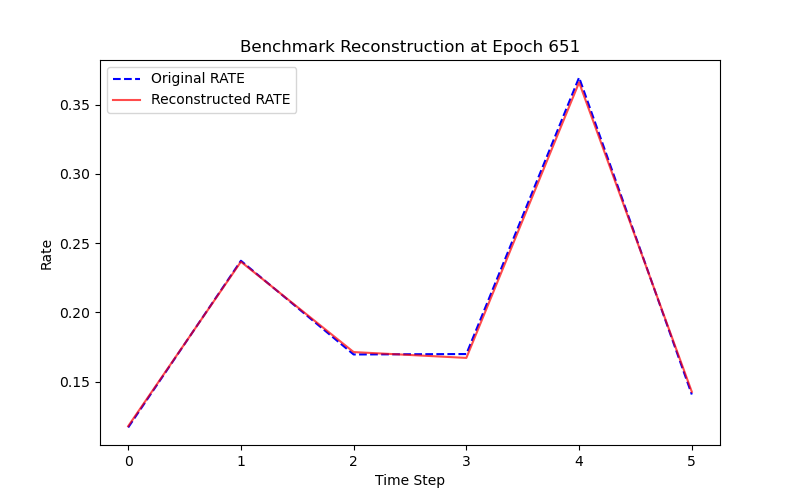 Benchmark Reconstruction at Epoch 651
Original RATE
Reconstructed RATE
0.35
0.30
0.25
0.20
0.15
Rate
0 1 2 3 4 5
Time Step